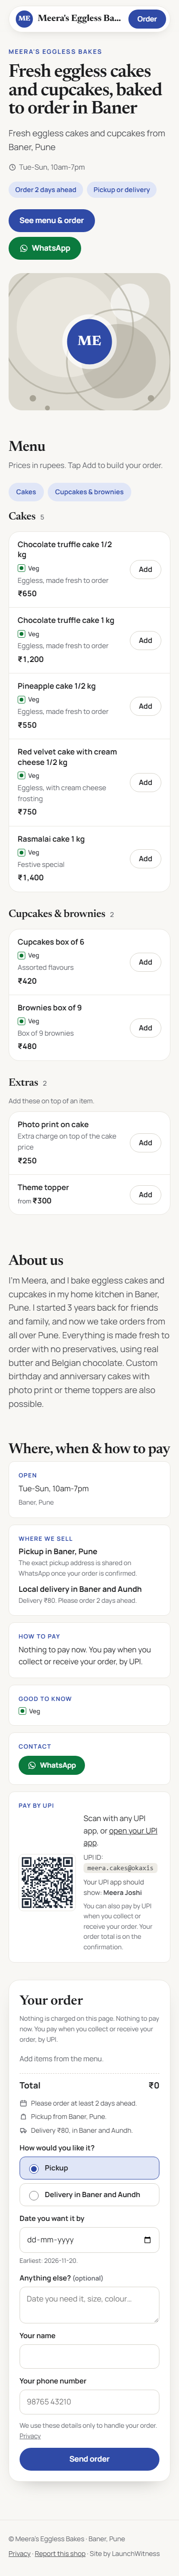 ME Meera's Eggless Ba... Order
MEERA'S EGGLESS BAKES
Fresh eggless cakes
and cupcakes, baked
to order in Baner
Fresh eggless cakes and cupcakes from
Baner, Pune
Tue-Sun, 10am-7pm
Order 2 days ahead Pickup or delivery
See menu & order
WhatsApp
ME
Menu
Prices in rupees. Tap Add to build your order.
Cakes Cupcakes & brownies
Cakes 5
Chocolate truffle cake 1/2
kg
Veg
Eggless, made fresh to order
₹650
Add
Chocolate truffle cake 1 kg
Veg
Eggless, made fresh to order
₹1,200
Add
Pineapple cake 1/2 kg
Veg
Eggless, made fresh to order
₹550
Add
Red velvet cake with cream
cheese 1/2 kg
Veg
Eggless, with cream cheese
frosting
₹750
Add
Rasmalai cake 1 kg
Veg
Festive special
₹1,400
Add
Cupcakes & brownies 2
Cupcakes box of 6
Veg
Assorted flavours
₹420
Add
Brownies box of 9
Veg
Box of 9 brownies
₹480
Add
Extras 2
Add these on top of an item.
Photo print on cake
Extra charge on top of the cake
price
₹250
Add
Theme topper
from ₹300
Add
About us
I'm Meera, and I bake eggless cakes and
cupcakes in my home kitchen in Baner,
Pune. I started 3 years back for friends
and family, and now we take orders from
all over Pune. Everything is made fresh to
order with no preservatives, using real
butter and Belgian chocolate. Custom
birthday and anniversary cakes with
photo print or theme toppers are also
possible.
Where, when & how to pay
OPEN
Tue-Sun, 10am-7pm
Baner, Pune
WHERE WE SELL
Pickup in Baner, Pune
The exact pickup address is shared on
WhatsApp once your order is confirmed.
Local delivery in Baner and Aundh
Delivery ₹80. Please order 2 days ahead.
HOW TO PAY
Nothing to pay now. You pay when you
collect or receive your order, by UPI.
GOOD TO KNOW
Veg
CONTACT
WhatsApp
PAY BY UPI
Scan with any UPI
app, or open your UPI
app.
UPI ID:
meera.cakes@okaxis
Your UPI app should
show: Meera Joshi
You can also pay by UPI
when you collect or
receive your order. Your
order total is on the
confirmation.
Your order
Nothing is charged on this page. Nothing to pay
now. You pay when you collect or receive your
order, by UPI.
Add items from the menu.
Total ₹0
Please order at least 2 days ahead.
Pickup from Baner, Pune.
Delivery ₹80, in Baner and Aundh.
How would you like it?
Pickup
Delivery in Baner and Aundh
Date you want it by
dd-mm-yyyy
Earliest: 2026-11-20.
Anything else? (optional)
Date you need it, size, colour...
Your name
Your phone number
98765 43210
We use these details only to handle your order.
Privacy
Send order
© Meera's Eggless Bakes · Baner, Pune
Privacy · Report this shop · Site by LaunchWitness